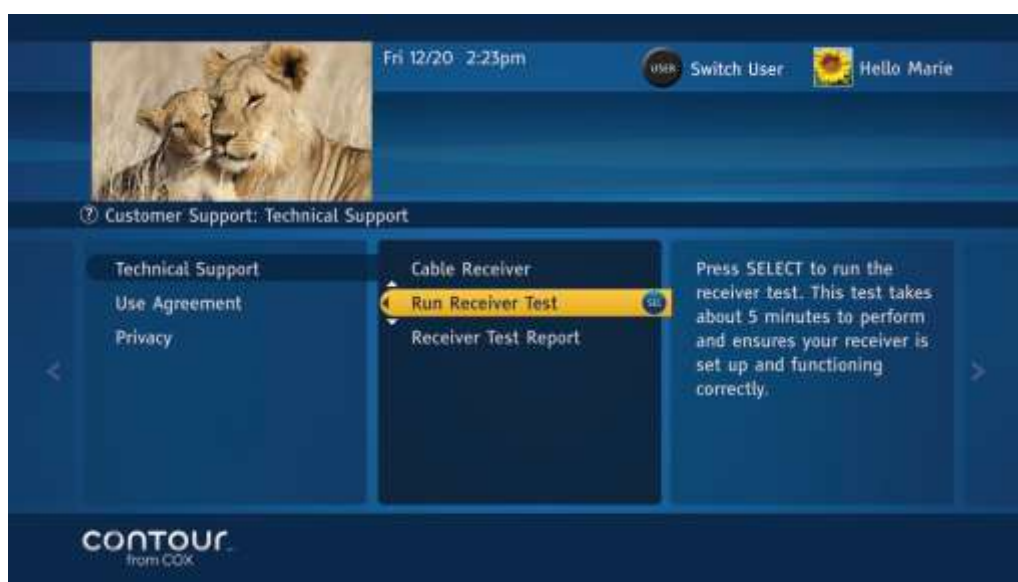 Fri 12/20 2:23pm
USER Switch User
Hello Marie
? Customer Support: Technical Support
Technical Support
Use Agreement
Privacy
Cable Receiver
Run Receiver Test SEL
Receiver Test Report
Press SELECT to run the
receiver test. This test takes
about 5 minutes to perform
and ensures your receiver is
set up and functioning
correctly.
contour
from COX